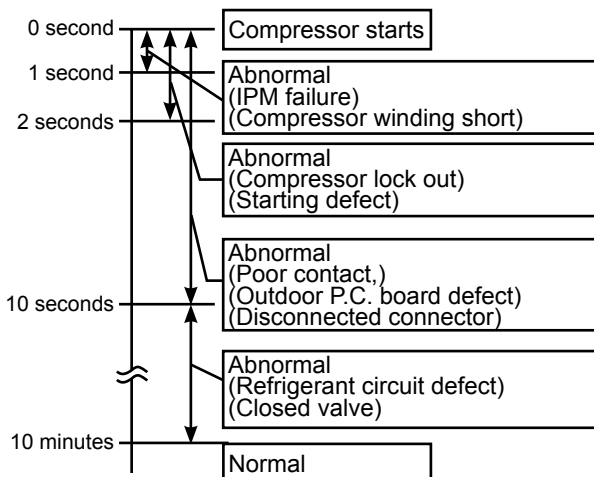 0 second
Compressor starts
1 second
Abnormal
(IPM failure)
(Compressor winding short)
2 seconds
Abnormal
(Compressor lock out)
(Starting defect)
Abnormal
(Poor contact,)
(Outdoor P.C. board defect)
(Disconnected connector)
10 seconds
Abnormal
(Refrigerant circuit defect)
(Closed valve)
10 minutes
Normal